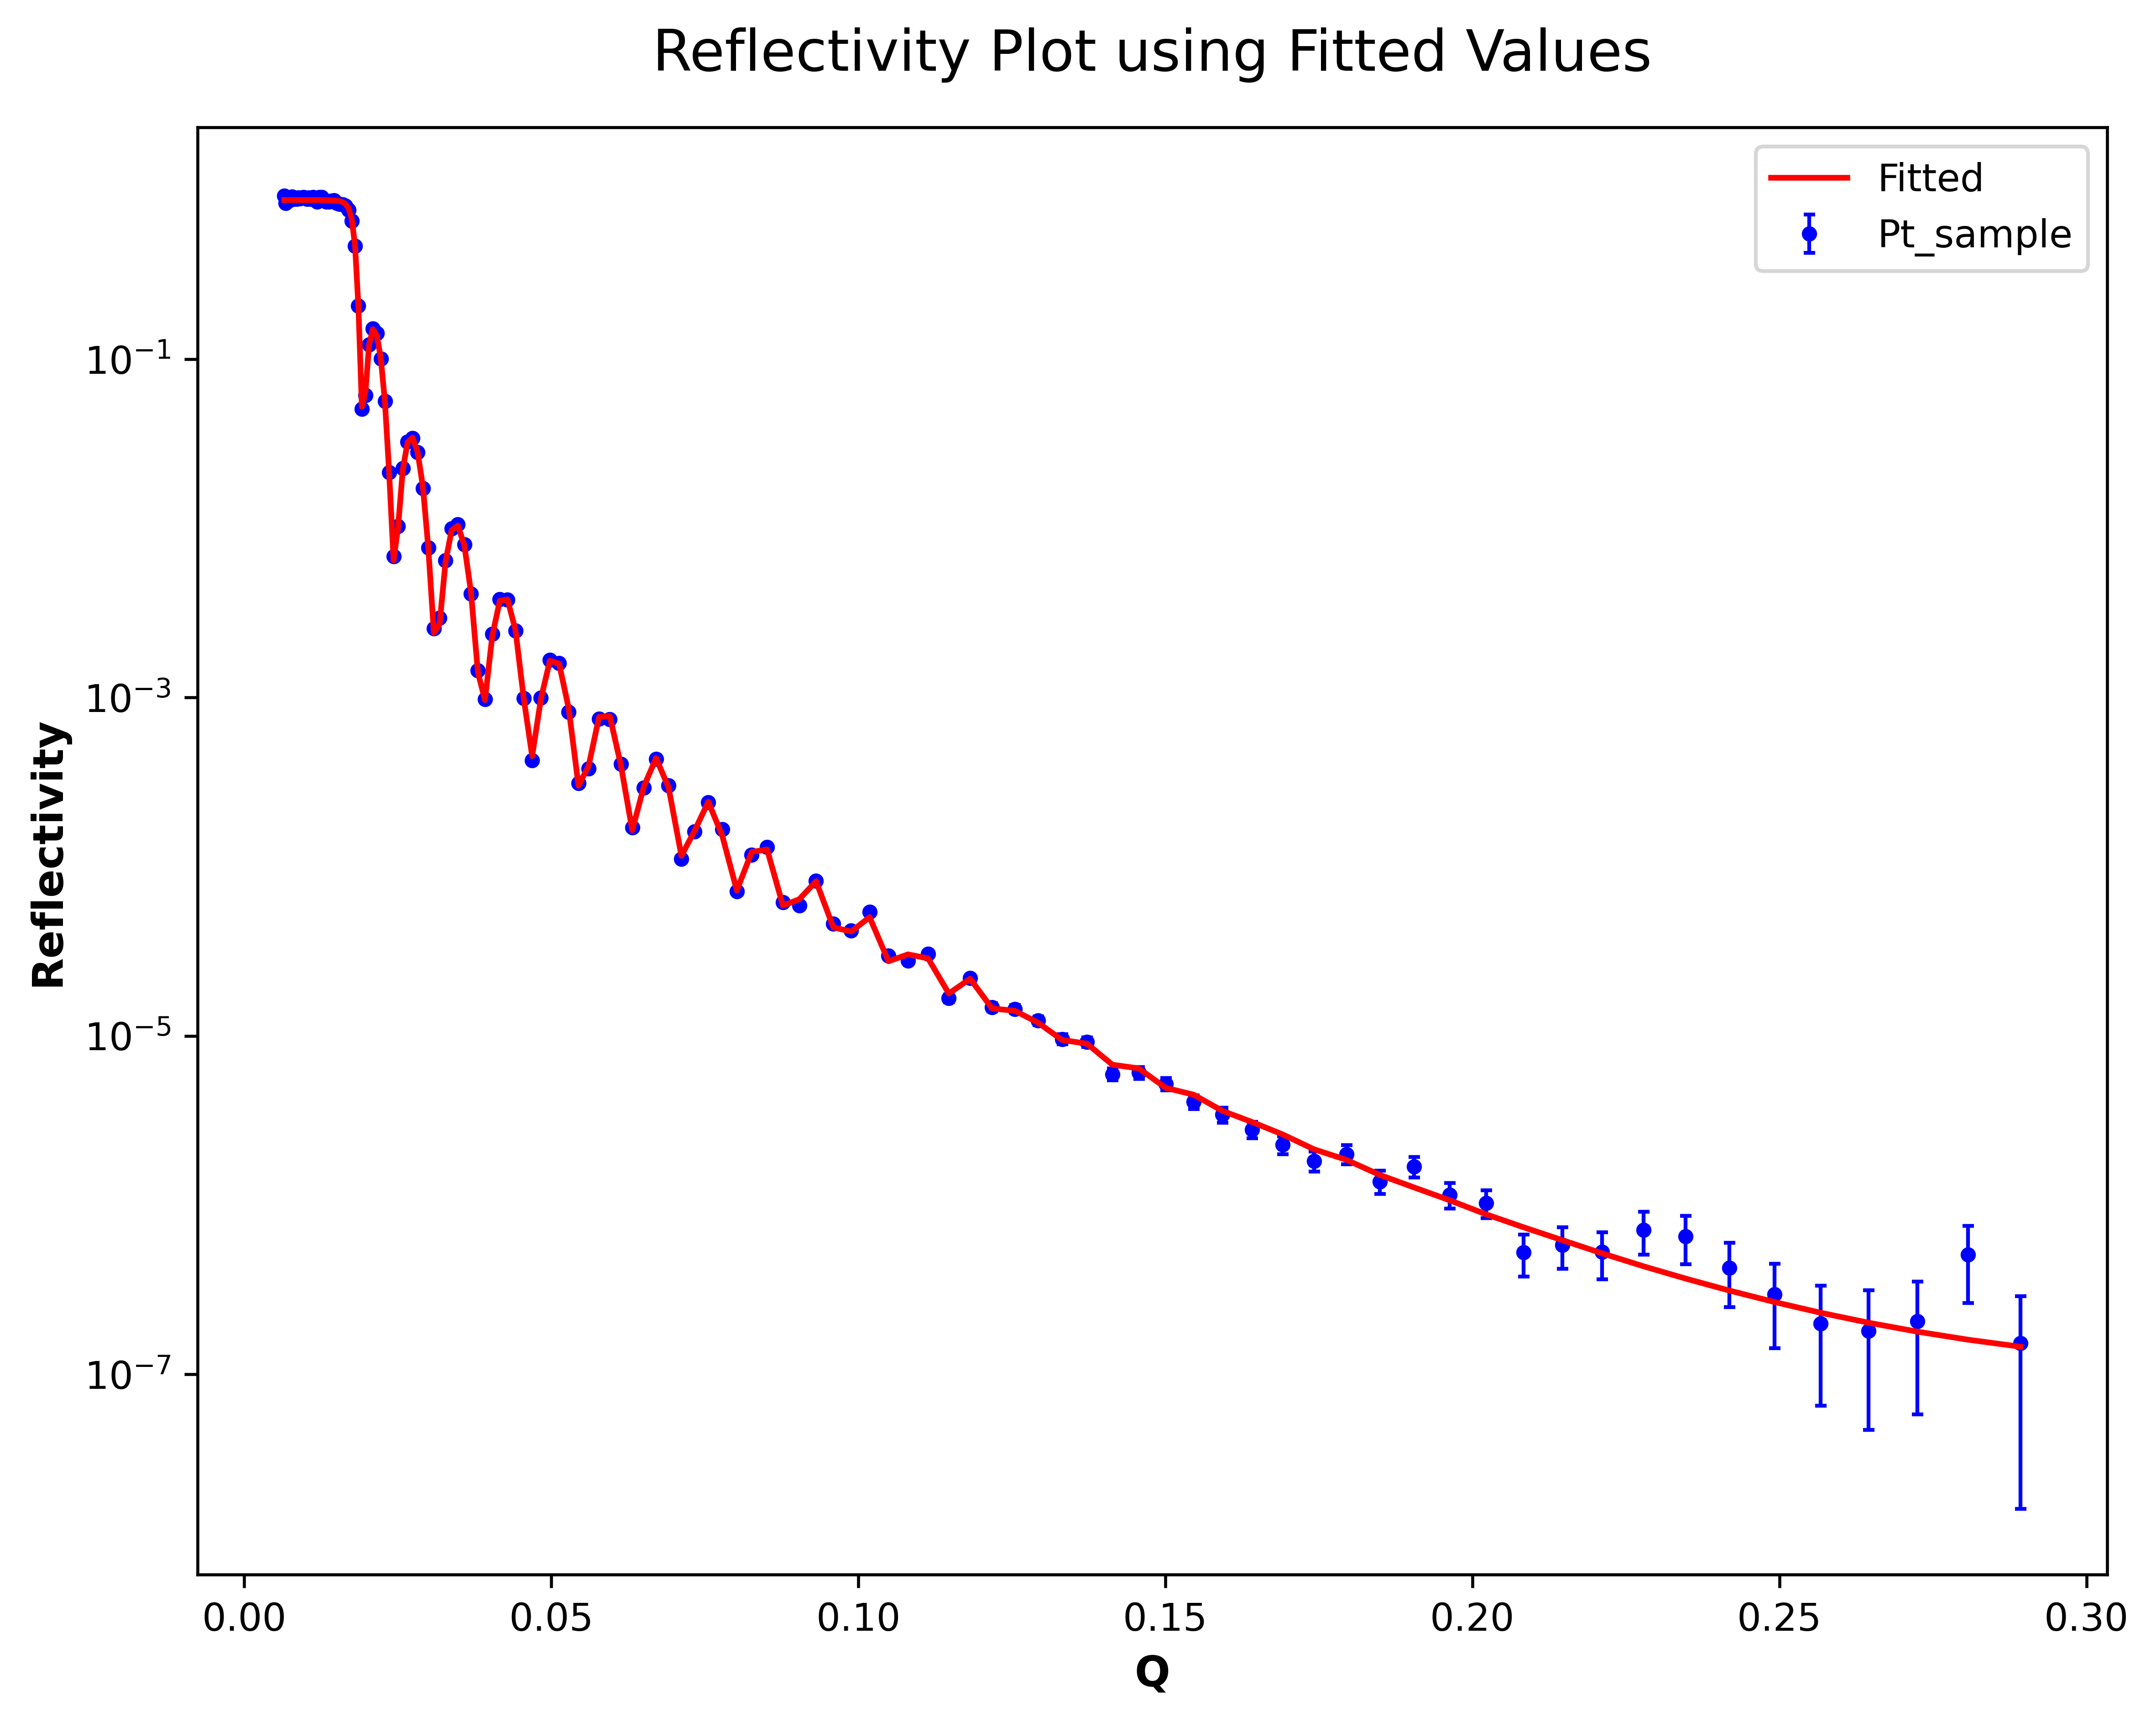 Reflectivity Plot using Fitted Values
Fitted
Pt_sample
Reflectivity
10⁻¹
10⁻³
10⁻⁵
10⁻⁷
0.00 0.05 0.10 0.15 0.20 0.25 0.30
Q